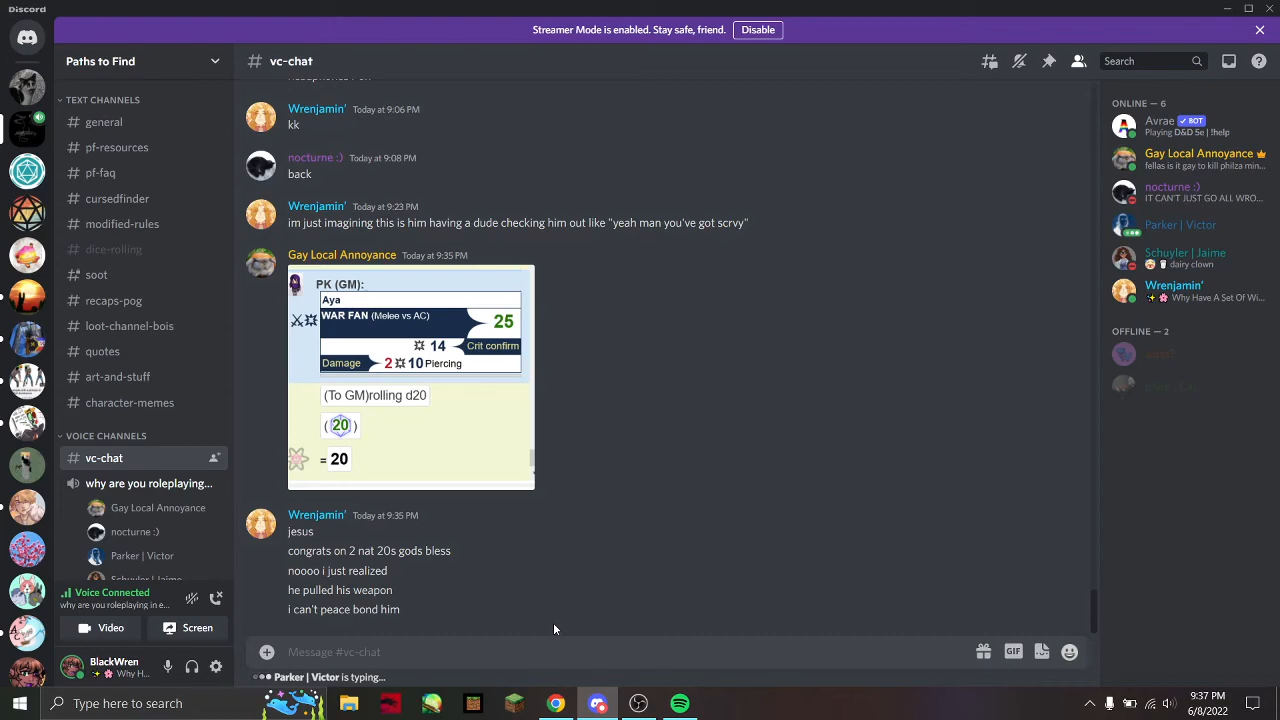 Discord
Streamer Mode is enabled. Stay safe, friend. Disable
Paths to Find
vc-chat
Search
TEXT CHANNELS
general
pf-resources
pf-faq
cursedfinder
modified-rules
dice-rolling
soot
recaps-pog
loot-channel-bois
quotes
art-and-stuff
character-memes
VOICE CHANNELS
vc-chat
why are you roleplaying...
Gay Local Annoyance
nocturne :)
Parker | Victor
Schuyler | Jaime
Voice Connected
why are you roleplaying in e...
Video
Screen
BlackWren
Why H...
Wrenjamin' Today at 9:06 PM
kk
nocturne :) Today at 9:08 PM
back
Wrenjamin' Today at 9:23 PM
im just imagining this is him having a dude checking him out like "yeah man you've got scrvy"
Gay Local Annoyance Today at 9:35 PM
PK (GM):
Aya
WAR FAN (Melee vs AC)
25
14 Crit confirm
Damage 2 10 Piercing
(To GM)rolling d20
(20)
=20
Wrenjamin' Today at 9:35 PM
jesus
congrats on 2 nat 20s gods bless
noooo i just realized
he pulled his weapon
i can't peace bond him
Message #vc-chat
GIF
Parker | Victor is typing...
ONLINE — 6
Avrae BOT
Playing D&D 5e | !help
Gay Local Annoyance
fellas is it gay to kill philza min...
nocturne :)
IT CAN'T JUST GO ALL WRO...
Parker | Victor
Schuyler | Jaime
dairy clown
Wrenjamin'
Why Have A Set Of Wi...
OFFLINE — 2
Type here to search
9:37 PM
6/8/2022